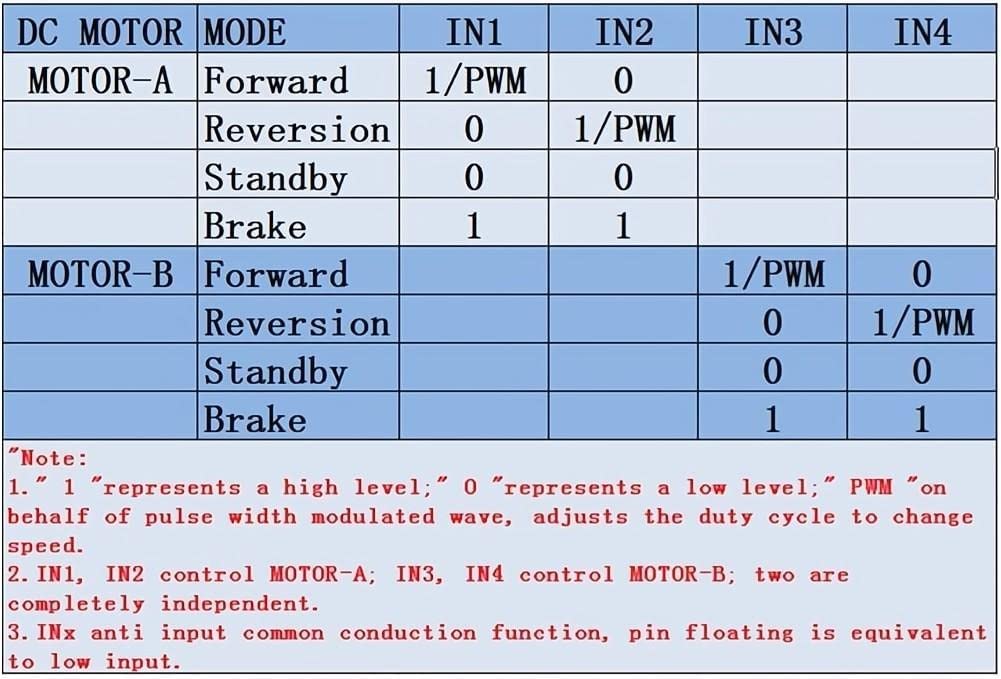 DC MOTOR MODE IN1 IN2 IN3 IN4
MOTOR-A Forward 1/PWM 0
Reversion 0 1/PWM
Standby 0 0
Brake 1 1
MOTOR-B Forward 1/PWM 0
Reversion 0 1/PWM
Standby 0 0
Brake 1 1
"Note:
1." 1 "represents a high level;" 0 "represents a low level;" PWM "on
behalf of pulse width modulated wave, adjusts the duty cycle to change
speed.
2. IN1, IN2 control MOTOR-A; IN3, IN4 control MOTOR-B; two are
completely independent.
3. INx anti input common conduction function, pin floating is equivalent
to low input.